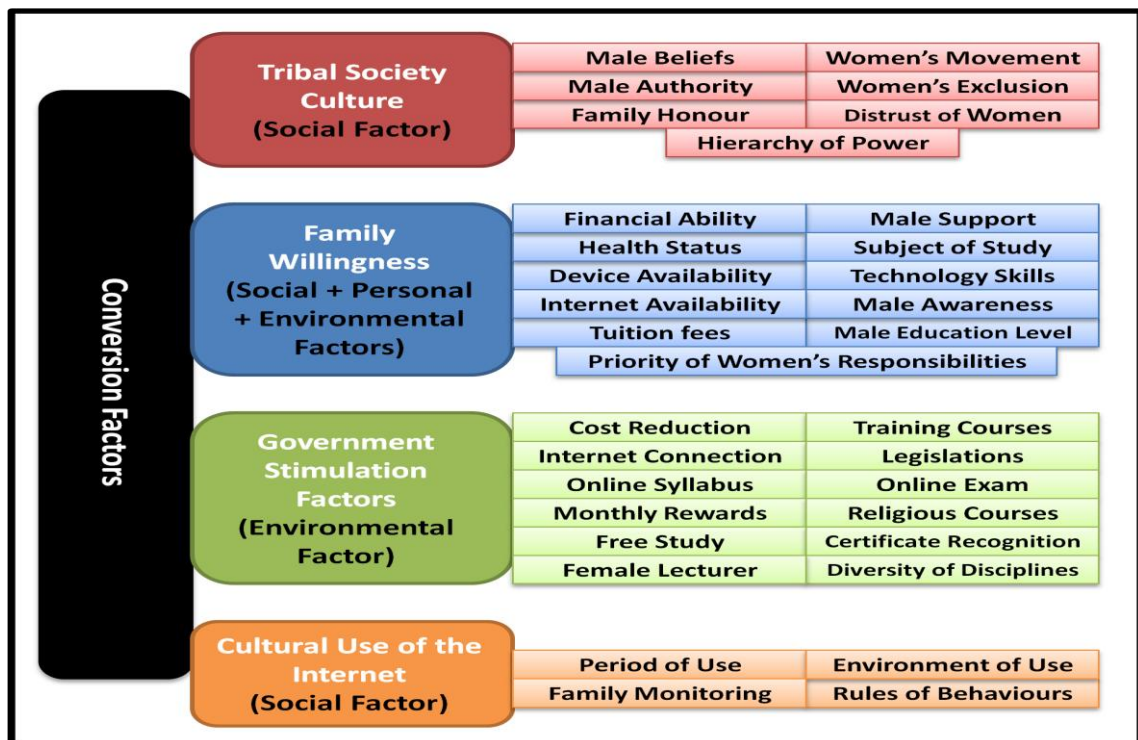 Conversion Factors
Tribal Society
Culture
(Social Factor)
Male Beliefs
Women's Movement
Male Authority
Women's Exclusion
Family Honour
Distrust of Women
Hierarchy of Power
Family
Willingness
(Social + Personal
+ Environmental
Factors)
Financial Ability
Male Support
Health Status
Subject of Study
Device Availability
Technology Skills
Internet Availability
Male Awareness
Tuition fees
Male Education Level
Priority of Women's Responsibilities
Government
Stimulation
Factors
(Environmental
Factor)
Cost Reduction
Training Courses
Internet Connection
Legislations
Online Syllabus
Online Exam
Monthly Rewards
Religious Courses
Free Study
Certificate Recognition
Female Lecturer
Diversity of Disciplines
Cultural Use of the
Internet
(Social Factor)
Period of Use
Environment of Use
Family Monitoring
Rules of Behaviours